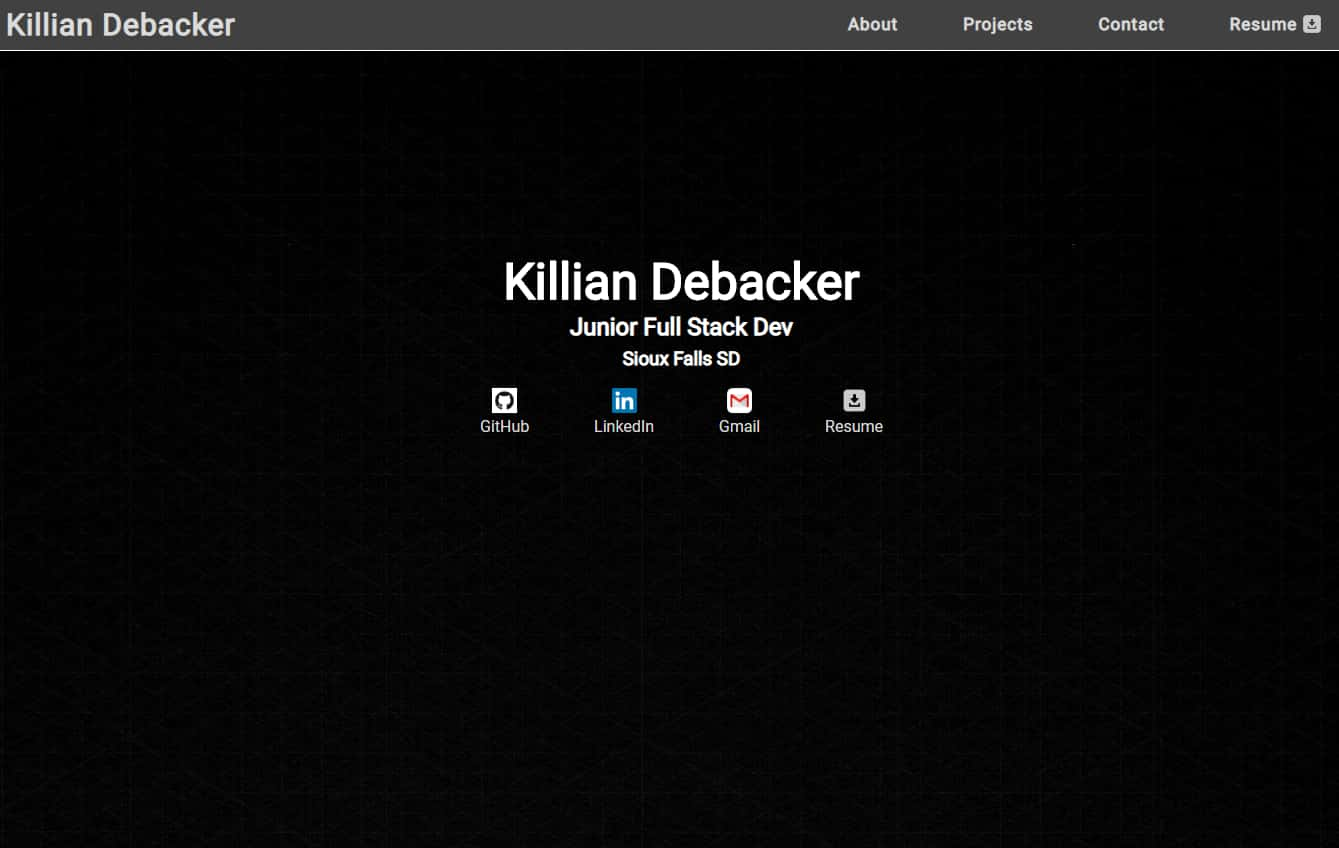 Killian Debacker
About Projects Contact Resume
Killian Debacker
Junior Full Stack Dev
Sioux Falls SD
in
GitHub LinkedIn Gmail Resume